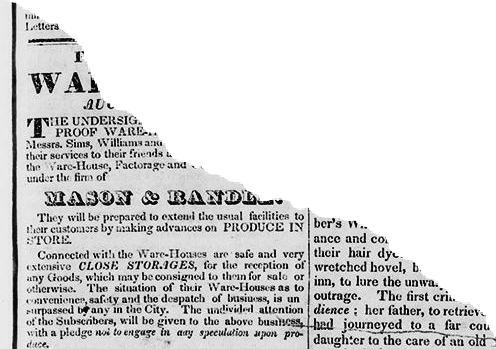 Letters
WA
AUG
THE UNDERSIG
PROOF WARE-H
Messrs. Sims, Williams and
their services to their friends a
the Ware-House, Factorage and
under the firm of
MASON & RANDLE.
They will be prepared to extend the usual facilities to
their customers by making advances on PRODUCE IN
STORE.
Connected with the Ware-Houses are safe and very
extensive CLOSE STORAGES, for the reception of
any Goods, which may be consigned to them for sale or
otherwise. The situation of their Ware-Houses as to
convenience, safety and the despatch of business, is un
surpassed by any in the City. The undivided attention
of the Subscribers, will be given to the above business,
with a pledge not to engage in any speculation upon pro-
duce.
ber's W
ance and co
their hair dye
wretched hovel, b
inn, to lure the unwa
outrage. The first cri
dience ; her father, to retrieve
had journeyed to a far cou
daughter to the care of an old